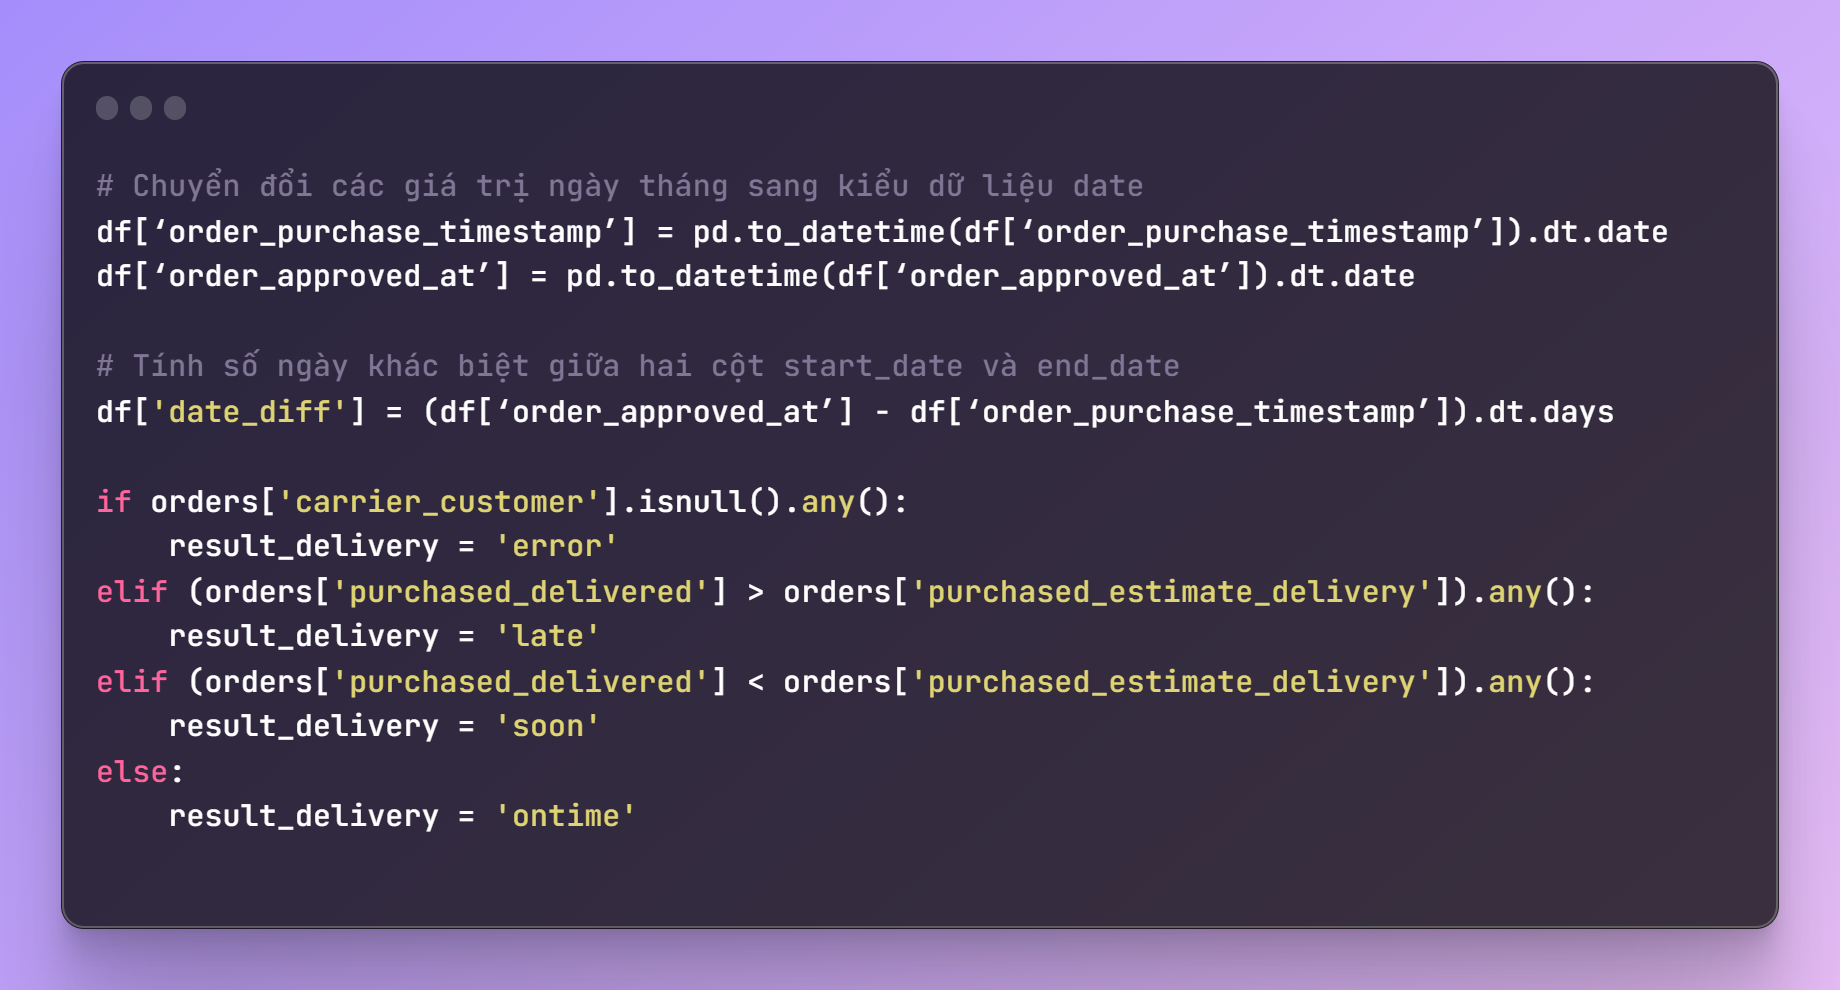 # Chuyển đổi các giá trị ngày tháng sang kiểu dữ liệu date
df[‘order_purchase_timestamp’] = pd.to_datetime(df[‘order_purchase_timestamp’]).dt.date
df[‘order_approved_at’] = pd.to_datetime(df[‘order_approved_at’]).dt.date

# Tính số ngày khác biệt giữa hai cột start_date và end_date
df['date_diff'] = (df[‘order_approved_at’] - df[‘order_purchase_timestamp’]).dt.days

if orders['carrier_customer'].isnull().any():
    result_delivery = 'error'
elif (orders['purchased_delivered'] > orders['purchased_estimate_delivery']).any():
    result_delivery = 'late'
elif (orders['purchased_delivered'] < orders['purchased_estimate_delivery']).any():
    result_delivery = 'soon'
else:
    result_delivery = 'ontime'